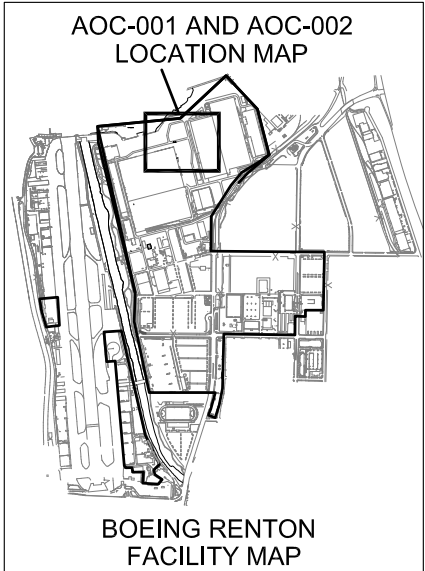 AOC-001 AND AOC-002
LOCATION MAP
BOEING RENTON
FACILITY MAP